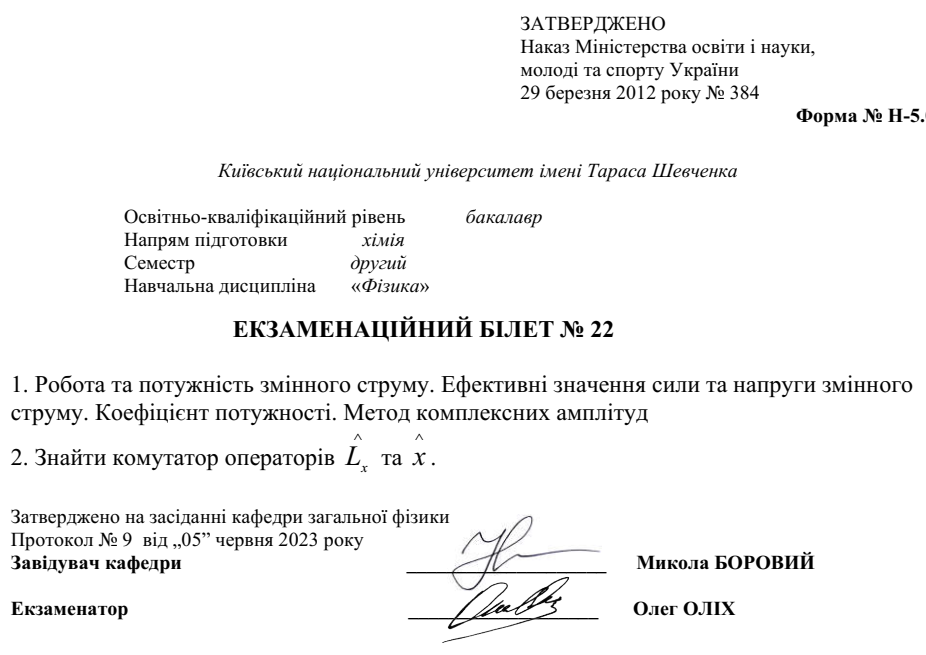 ЗАТВЕРДЖЕНО
Наказ Міністерства освіти і науки,
молоді та спорту України
29 березня 2012 року № 384
Форма № Н-5.
Київський національний університет імені Тараса Шевченка
Освітньо-кваліфікаційний рівень бакалавр
Напрям підготовки хімія
Семестр другий
Навчальна дисципліна «Фізика»
ЕКЗАМЕНАЦІЙНИЙ БІЛЕТ № 22
1. Робота та потужність змінного струму. Ефективні значення сили та напруги змінного
струму. Коефіцієнт потужності. Метод комплексних амплітуд
2. Знайти комутатор операторів L̂ₓ та x̂ .
Затверджено на засіданні кафедри загальної фізики
Протокол № 9 від „05” червня 2023 року
Завідувач кафедри Микола БОРОВИЙ
Екзаменатор Олег ОЛІХ